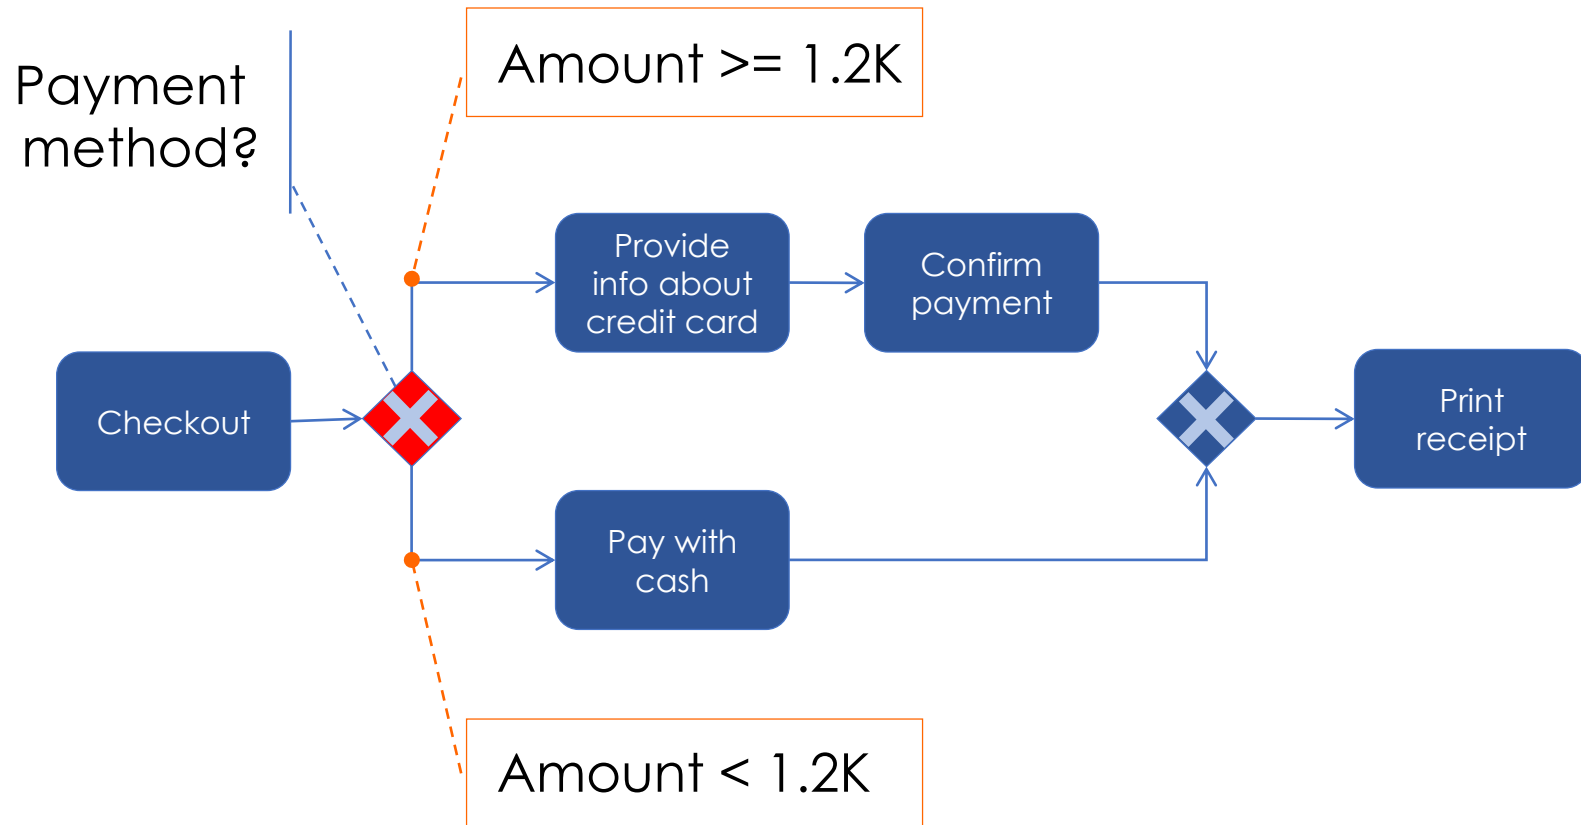 Amount >= 1.2K
Payment
method?
Provide
info about
credit card
Confirm
payment
Checkout
Print
receipt
Pay with
cash
Amount < 1.2K